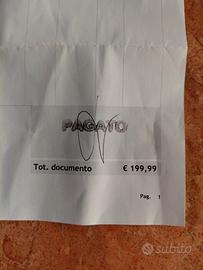 PAGATO
Tot. documento € 199,99
Pag. 1
subito